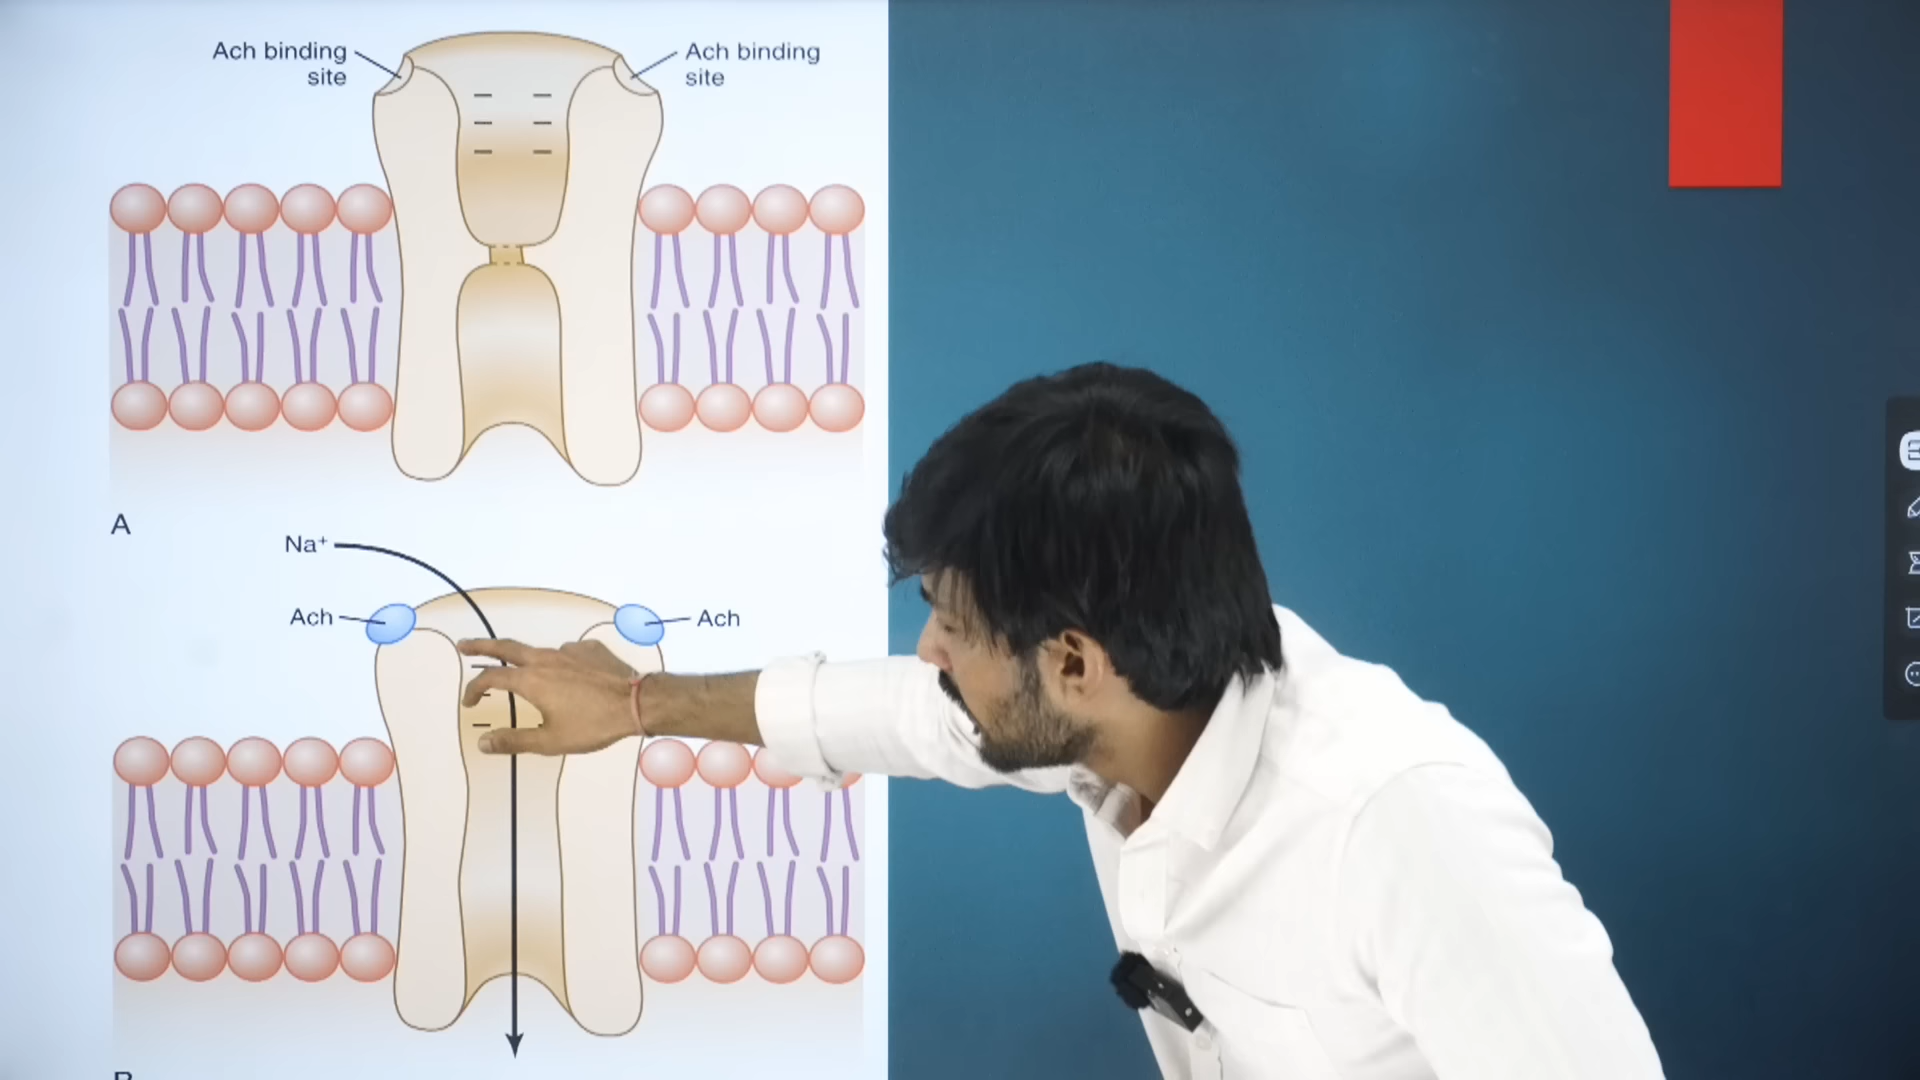 Ach binding
site
Ach binding
site
A
Na⁺
Ach
Ach